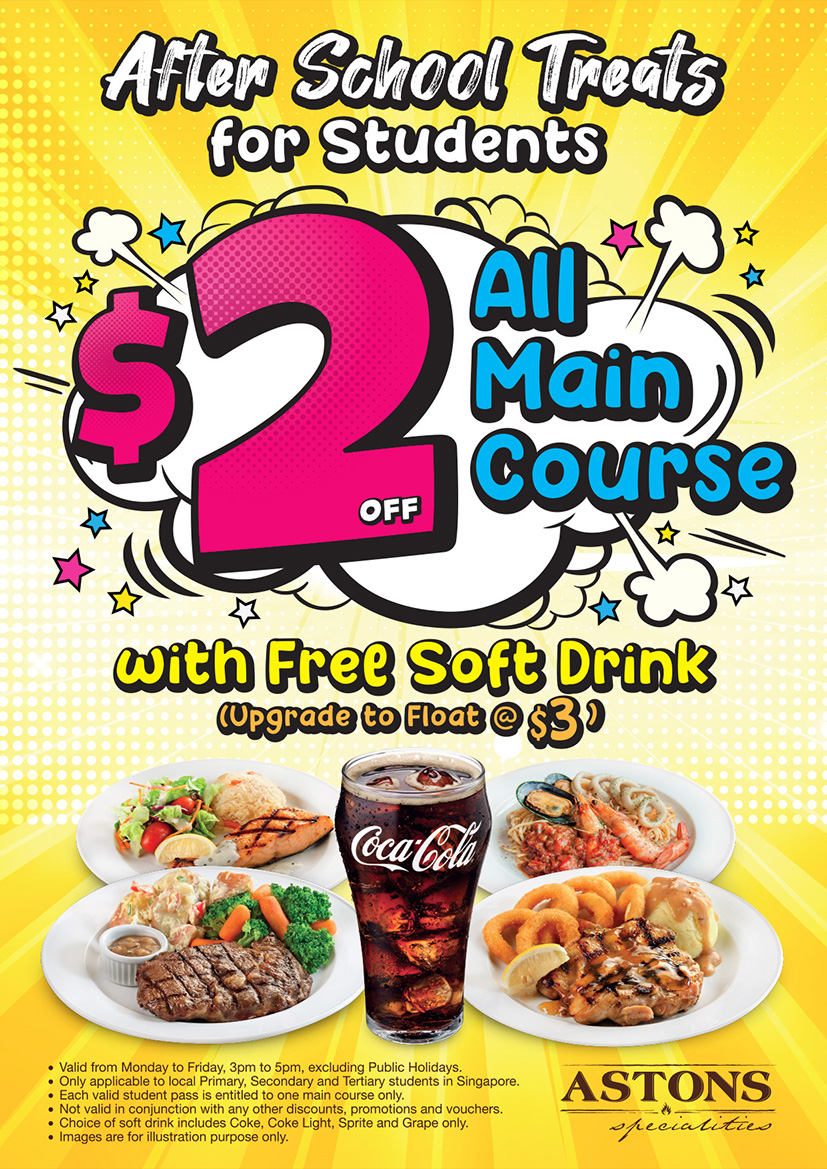 After School Treats
for Students
$2
OFF
All
Main
Course
with Free Soft Drink
(Upgrade to Float @ $3)
Coca-Cola
• Valid from Monday to Friday, 3pm to 5pm, excluding Public Holidays.
• Only applicable to local Primary, Secondary and Tertiary students in Singapore.
• Each valid student pass is entitled to one main course only.
• Not valid in conjunction with any other discounts, promotions and vouchers.
• Choice of soft drink includes Coke, Coke Light, Sprite and Grape only.
• Images are for illustration purpose only.
ASTONS
specialities